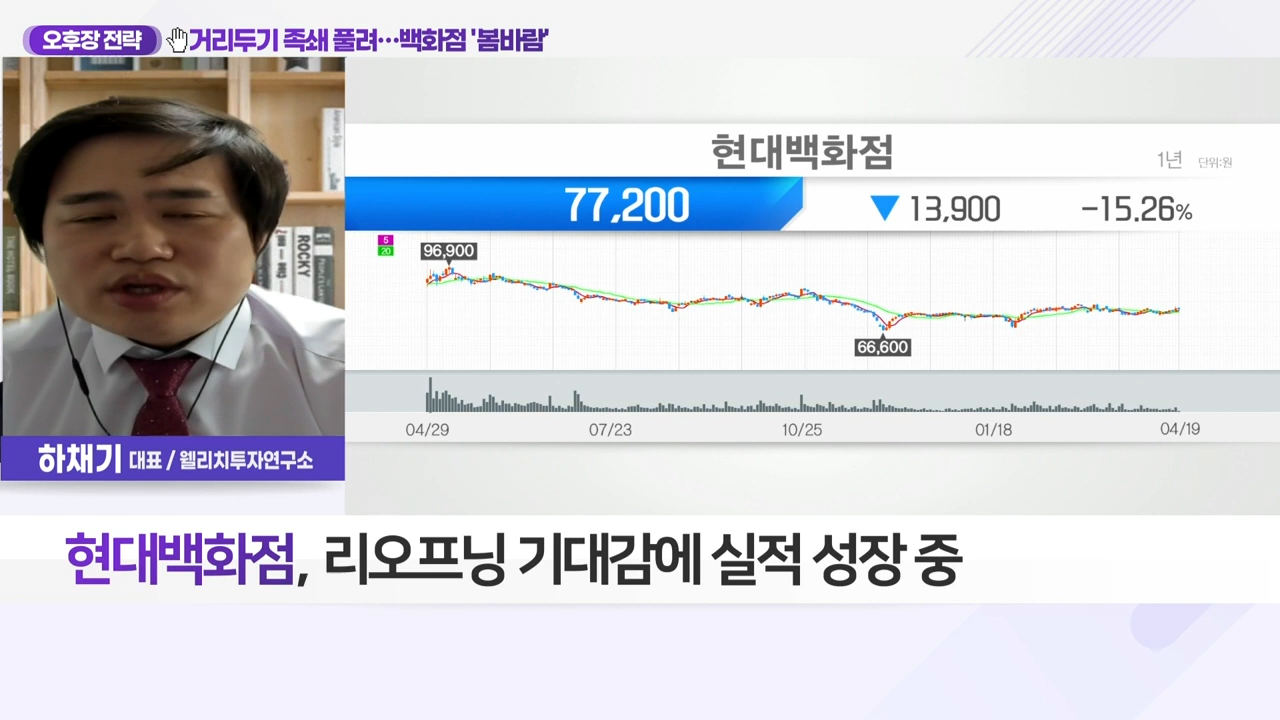 오후장 전략 거리두기 족쇄 풀려…백화점 '봄바람'
현대백화점
1년 단위:원
77,200 ▼ 13,900 -15.26%
5
20
96,900
66,600
04/29 07/23 10/25 01/18 04/19
THE HOTEL BOOK
ROCKY
하채기 대표 / 웰리치투자연구소
현대백화점, 리오프닝 기대감에 실적 성장 중